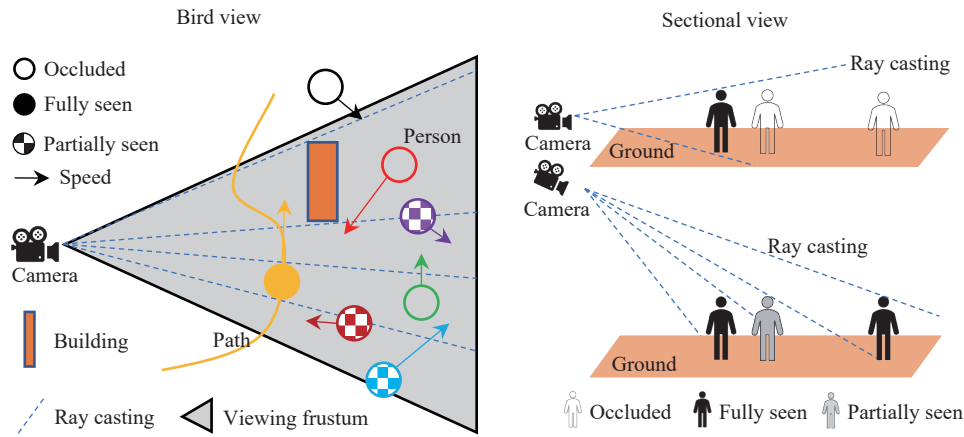 Bird view
Occluded
Fully seen
Partially seen
Speed
Person
Camera
Building
Path
Ray casting
Viewing frustum
Sectional view
Ray casting
Camera
Ground
Camera
Ray casting
Ground
Occluded
Fully seen
Partially seen